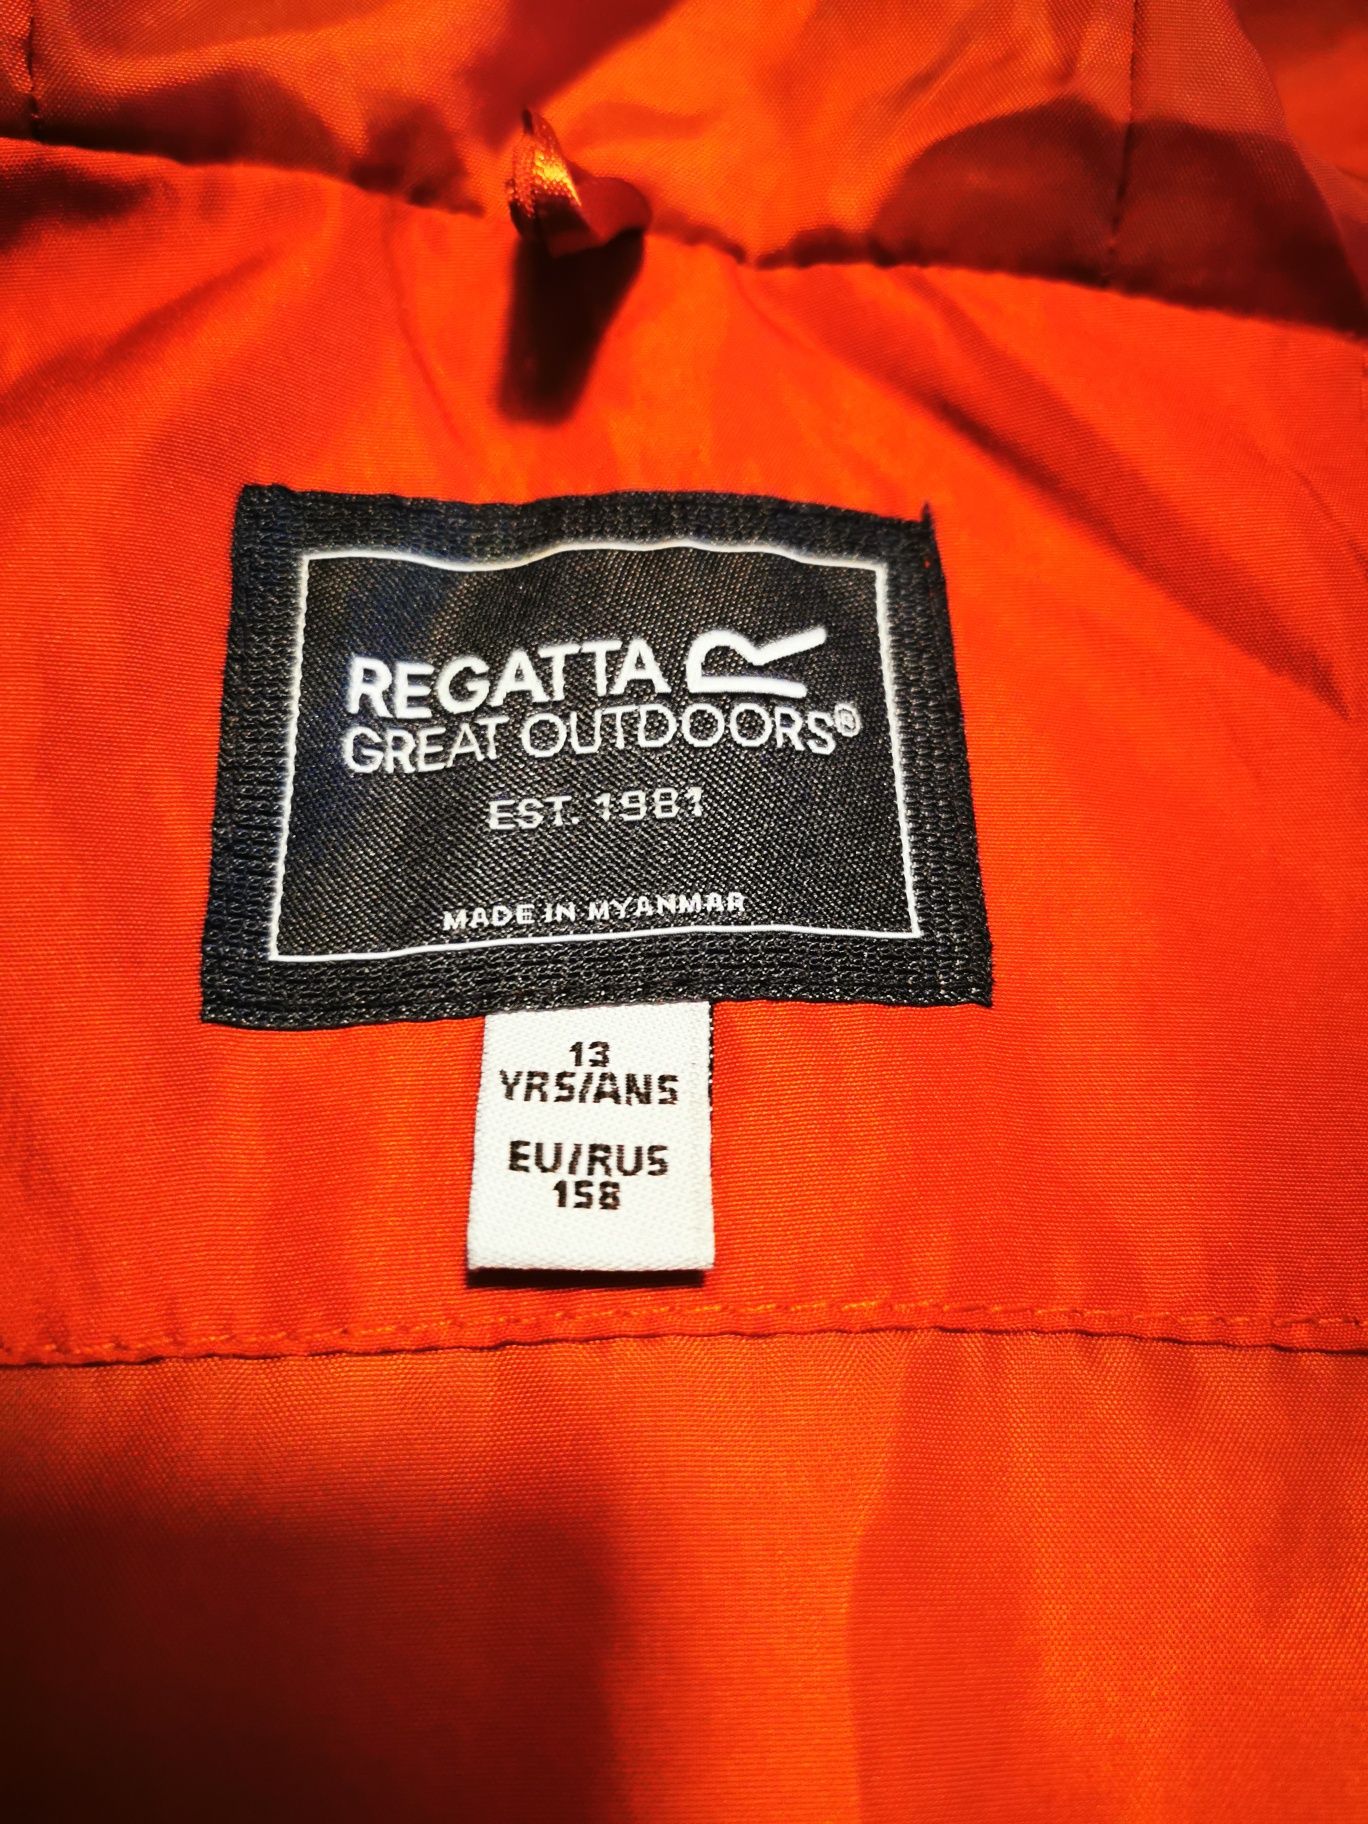 REGATTA R
GREAT OUTDOORS®
EST. 1981
MADE IN MYANMAR
13
YRS/ANS
EU/RUS
158